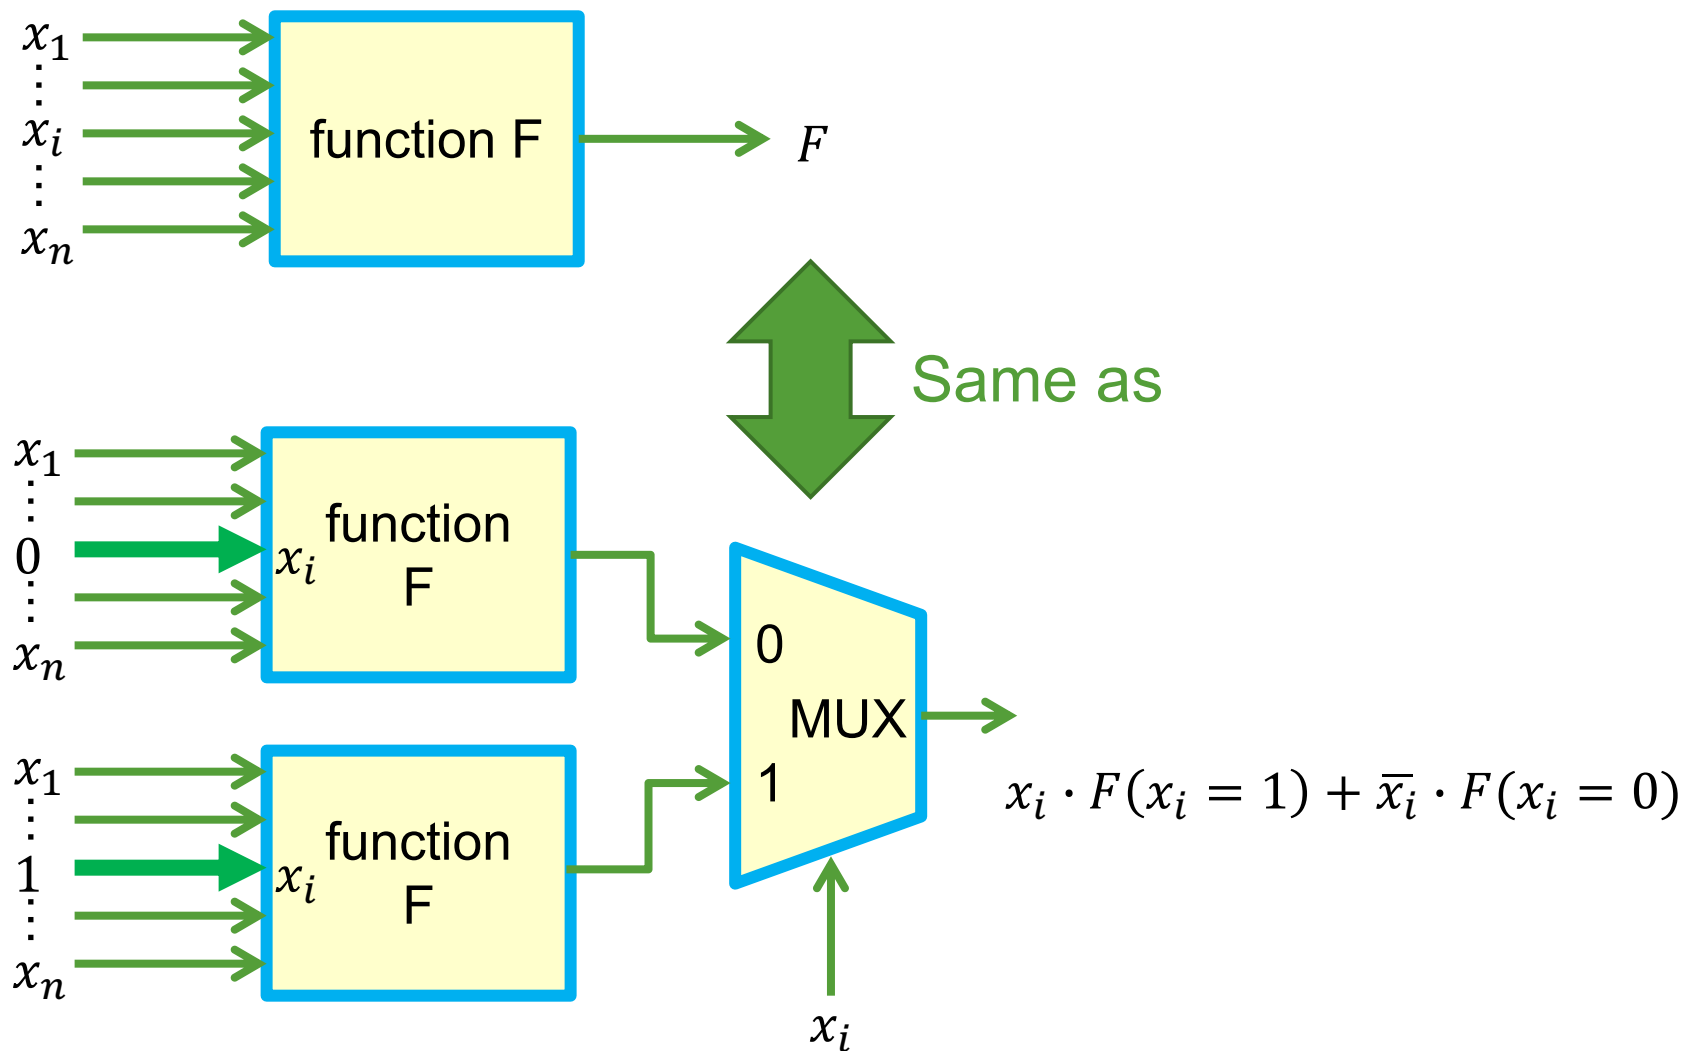 x₁
⋮
xᵢ
⋮
xₙ
function F
F
Same as
x₁
⋮
0
⋮
xₙ
xᵢ
function
F
x₁
⋮
1
⋮
xₙ
xᵢ
function
F
0
MUX
1
xᵢ
xᵢ · F(xᵢ = 1) + x̅ᵢ · F(xᵢ = 0)